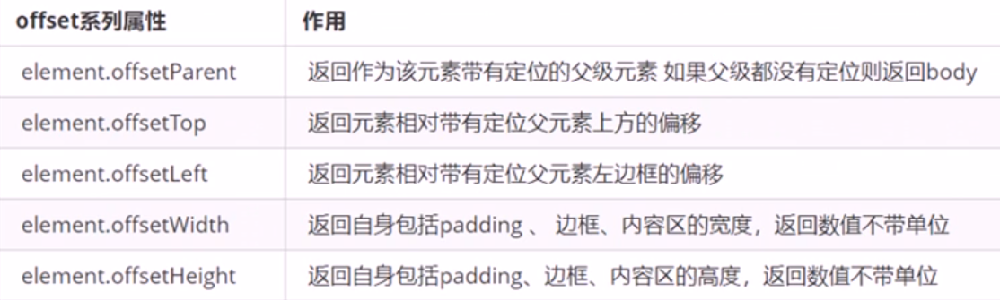 offset系列属性 作用
element.offsetParent 返回作为该元素带有定位的父级元素 如果父级都没有定位则返回body
element.offsetTop 返回元素相对带有定位父元素上方的偏移
element.offsetLeft 返回元素相对带有定位父元素左边框的偏移
element.offsetWidth 返回自身包括padding 、 边框、内容区的宽度，返回数值不带单位
element.offsetHeight 返回自身包括padding、边框、内容区的高度，返回数值不带单位